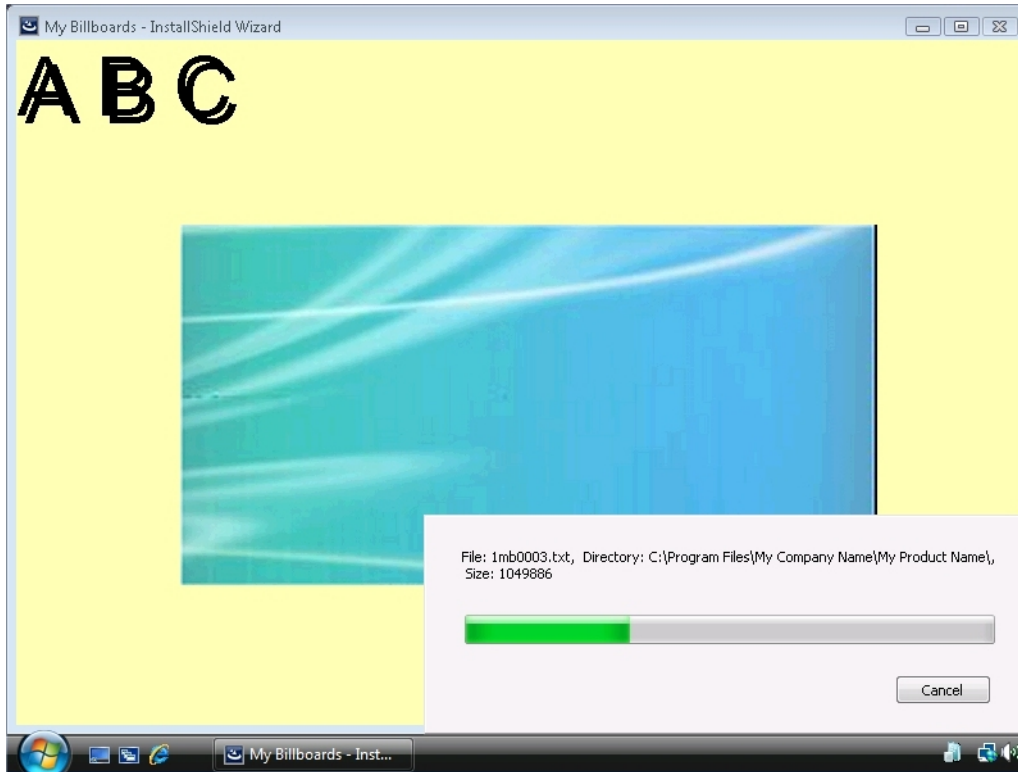 My Billboards - InstallShield Wizard
A B C
File: 1mb0003.txt,  Directory: C:\Program Files\My Company Name\My Product Name\,
Size: 1049886
Cancel
My Billboards - Inst...